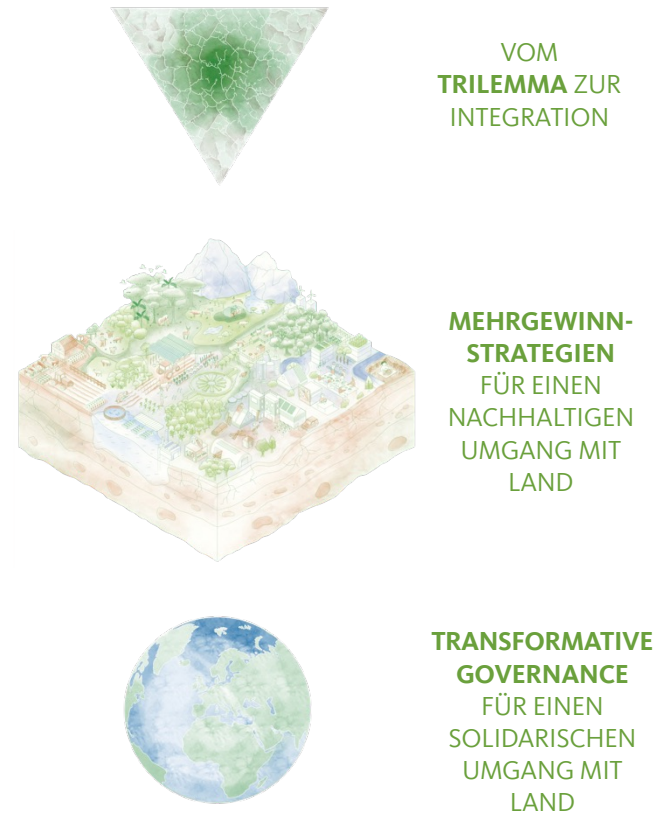 VOM
TRILEMMA ZUR
INTEGRATION
MEHRGEWINN-
STRATEGIEN
FÜR EINEN
NACHHALTIGEN
UMGANG MIT
LAND
TRANSFORMATIVE
GOVERNANCE
FÜR EINEN
SOLIDARISCHEN
UMGANG MIT
LAND